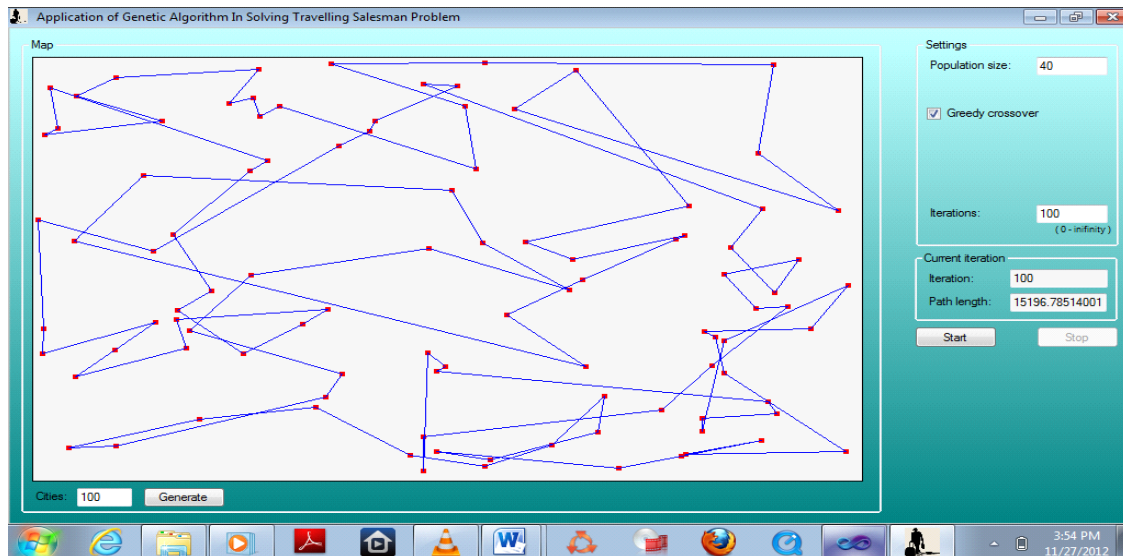 Application of Genetic Algorithm In Solving Travelling Salesman Problem
Map
Settings
Population size: 40
Greedy crossover
Iterations: 100
( 0 - inifinity )
Current iteration
Iteration: 100
Path length: 15196.78514001
Start Stop
Cities: 100 Generate
3:54 PM
11/27/2012